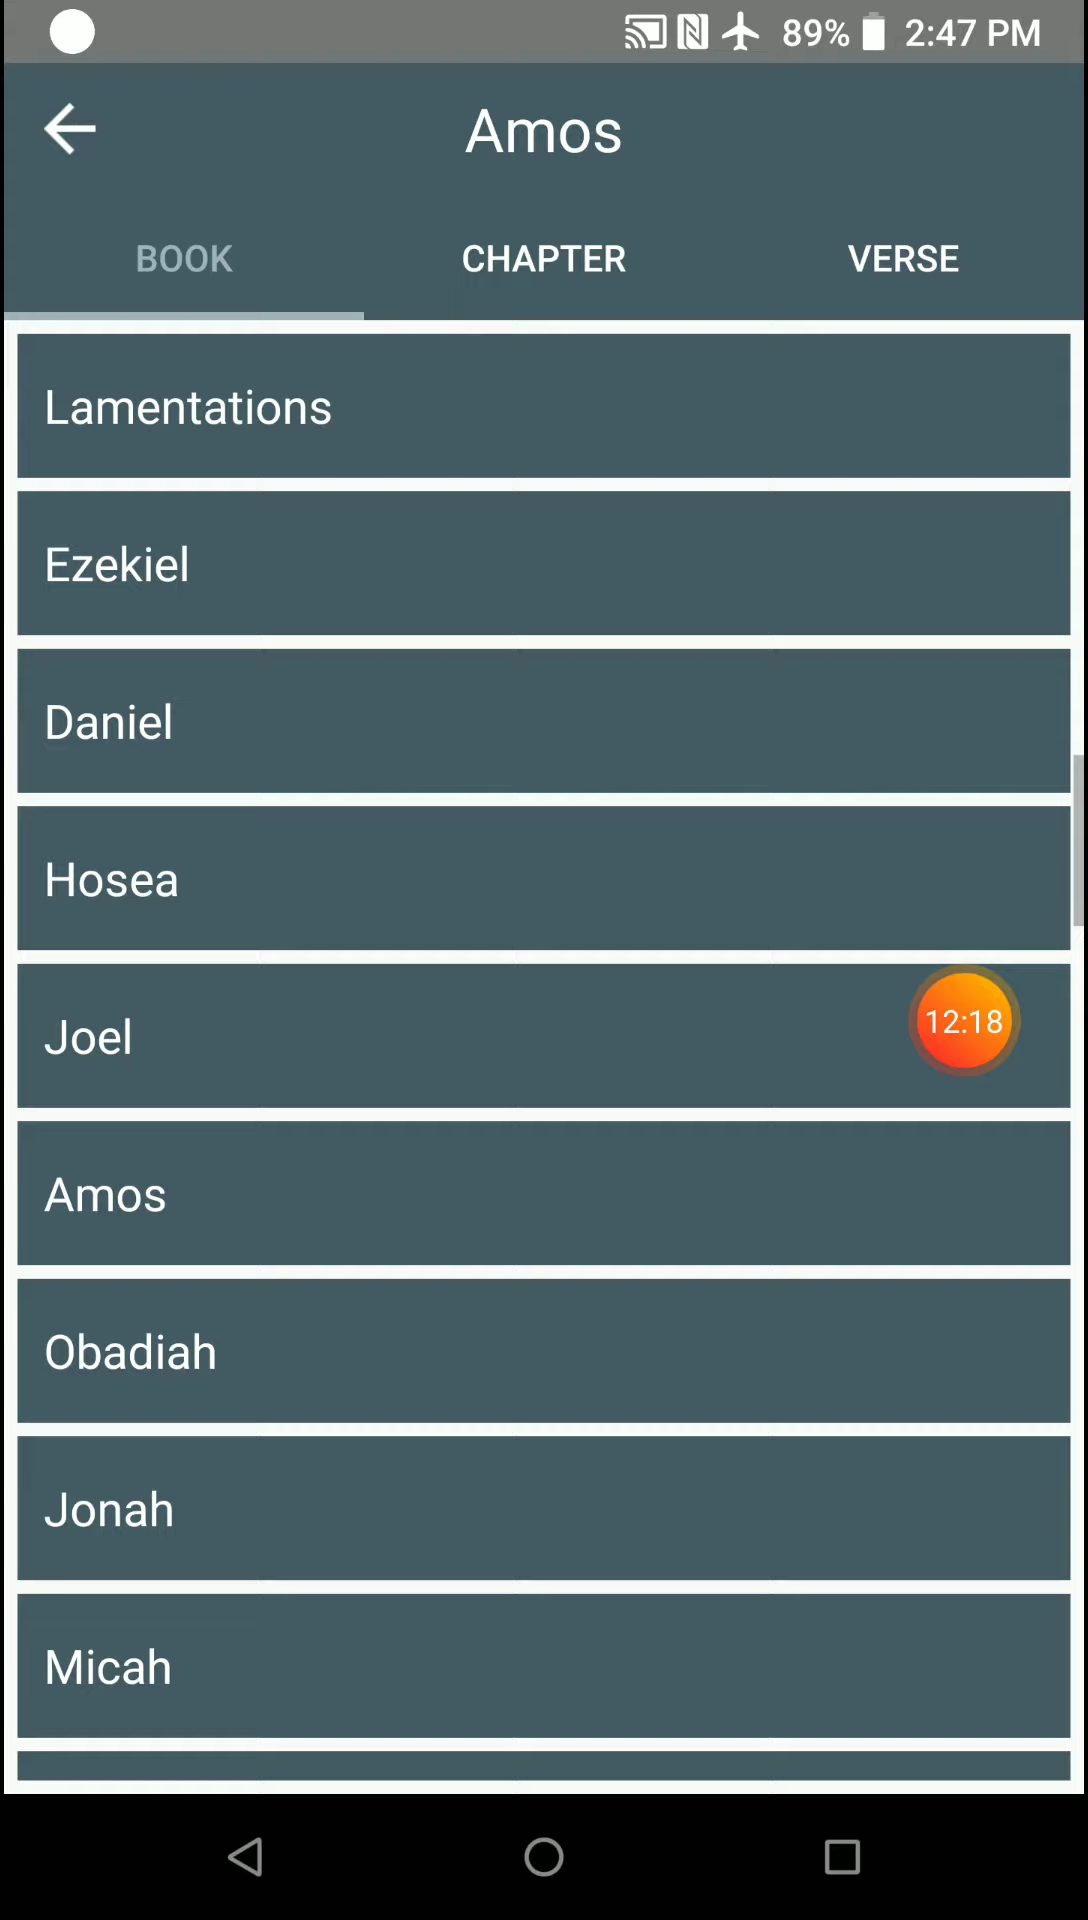 89% 2:47 PM
Amos
BOOK CHAPTER VERSE
Lamentations
Ezekiel
Daniel
Hosea
Joel
12:18
Amos
Obadiah
Jonah
Micah